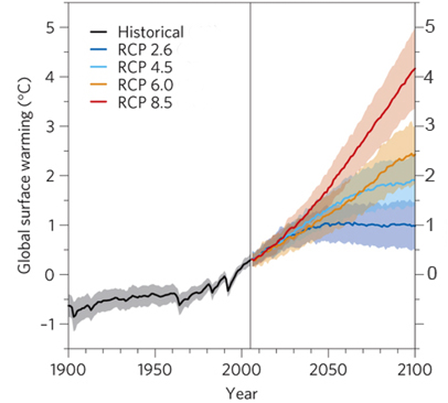 Historical
RCP 2.6
RCP 4.5
RCP 6.0
RCP 8.5
Global surface warming (°C)
5
4
3
2
1
0
-1
5
4
3
2
1
0
1900
1950
2000
2050
2100
Year